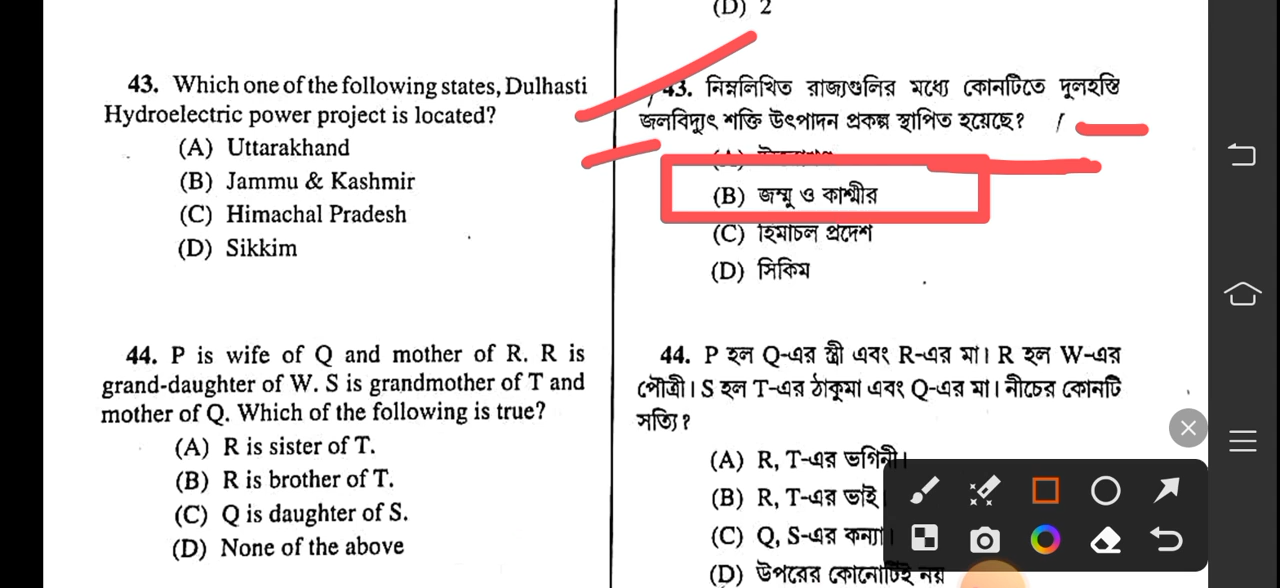 43. Which one of the following states, Dulhasti
Hydroelectric power project is located?
(A) Uttarakhand
(B) Jammu & Kashmir
(C) Himachal Pradesh
(D) Sikkim
44. P is wife of Q and mother of R. R is
grand-daughter of W. S is grandmother of T and
mother of Q. Which of the following is true?
(A) R is sister of T.
(B) R is brother of T.
(C) Q is daughter of S.
(D) None of the above
(D) 2
43. নিম্নলিখিত রাজ্যগুলির মধ্যে কোনটিতে দুলহস্তি
জলবিদ্যুৎ শক্তি উৎপাদন প্রকল্প স্থাপিত হয়েছে?
(B) জম্মু ও কাশ্মীর
(C) হিমাচল প্রদেশ
(D) সিকিম
44. P হল Q-এর স্ত্রী এবং R-এর মা। R হল W-এর
পৌত্রী। S হল T-এর ঠাকুমা এবং Q-এর মা। নীচের কোনটি
সত্যি?
(A) R, T-এর ভগিনী।
(B) R, T-এর ভাই
(C) Q, S-এর কন্যা।
(D) উপরের কোনোটিই নয়